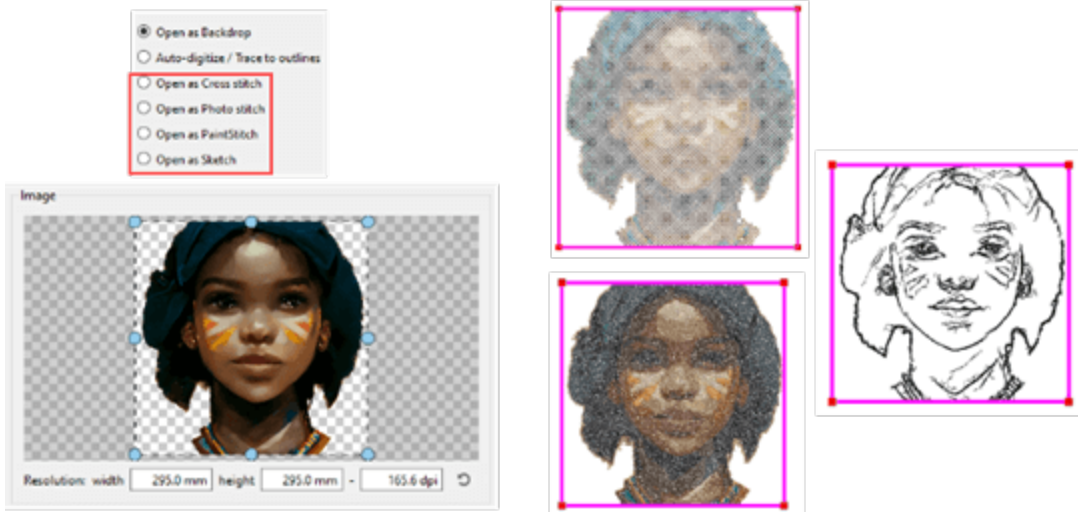 Open as Backdrop
Auto-digitize / Trace to outlines
Open as Cross stitch
Open as Photo stitch
Open as PaintStitch
Open as Sketch
Image
Resolution: width 295.0 mm height 295.0 mm - 165.6 dpi